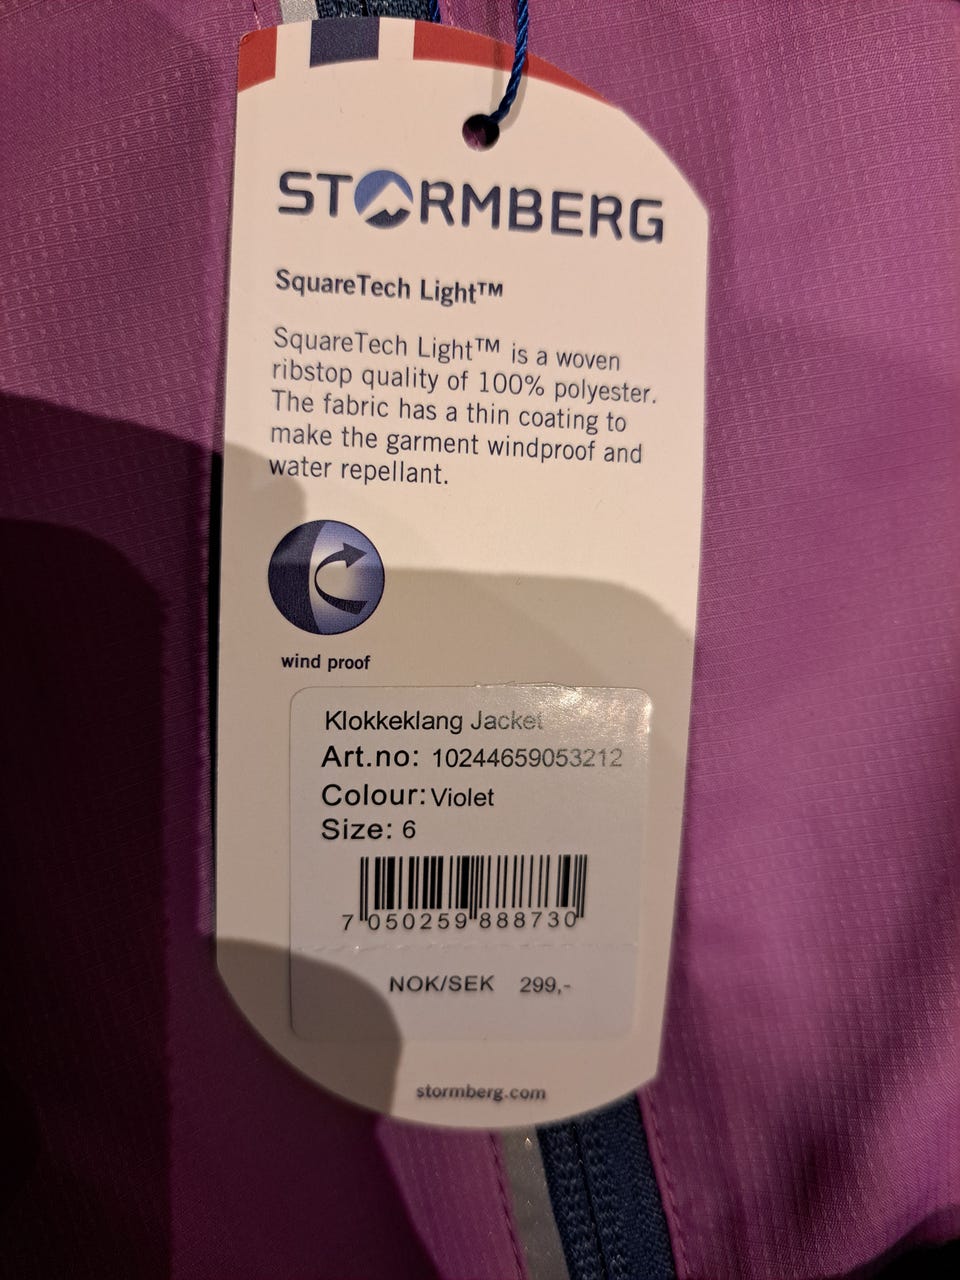 STORMBERG
SquareTech Light™
SquareTech Light™ is a woven
ribstop quality of 100% polyester.
The fabric has a thin coating to
make the garment windproof and
water repellant.
wind proof
Klokkeklang Jacket
Art.no: 10244659053212
Colour: Violet
Size: 6
7 050259 888730
NOK/SEK 299,-
stormberg.com